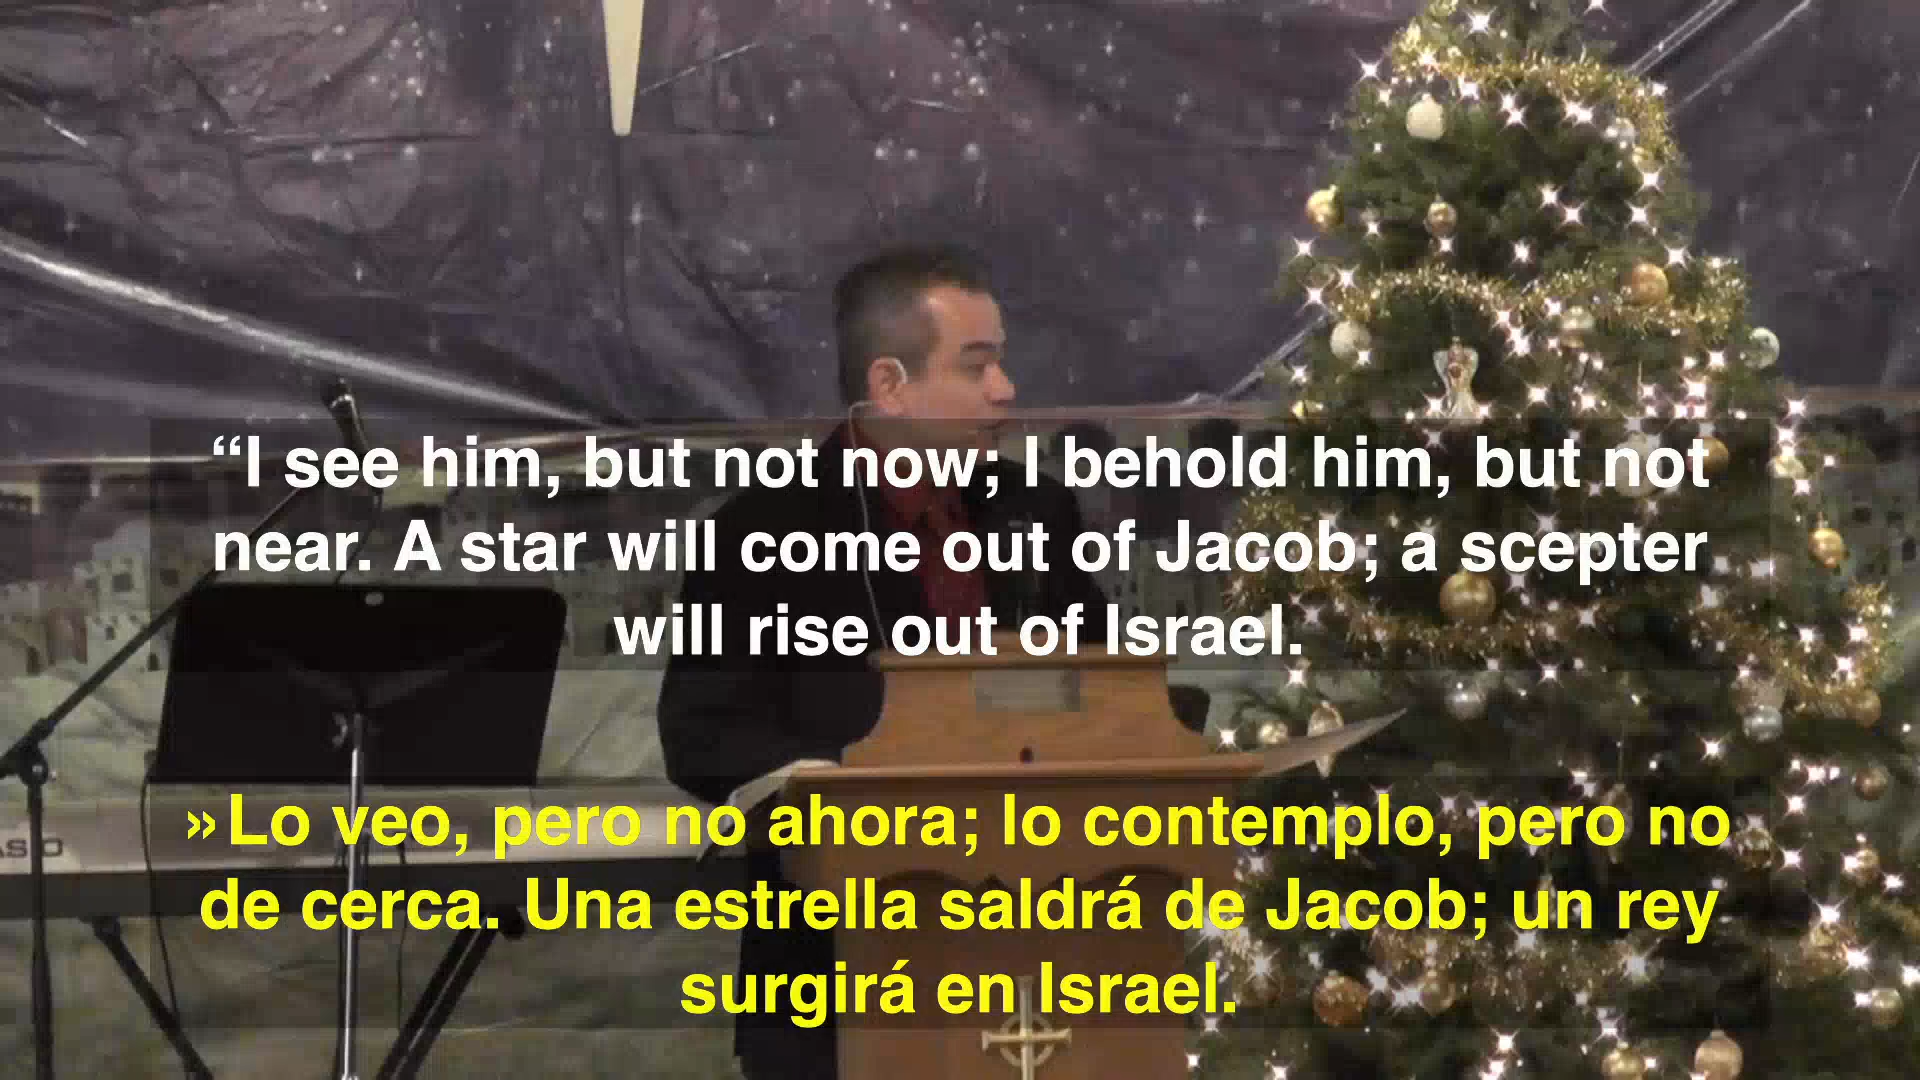 “I see him, but not now; I behold him, but not
near. A star will come out of Jacob; a scepter
will rise out of Israel.
»Lo veo, pero no ahora; lo contemplo, pero no
de cerca. Una estrella saldrá de Jacob; un rey
surgirá en Israel.